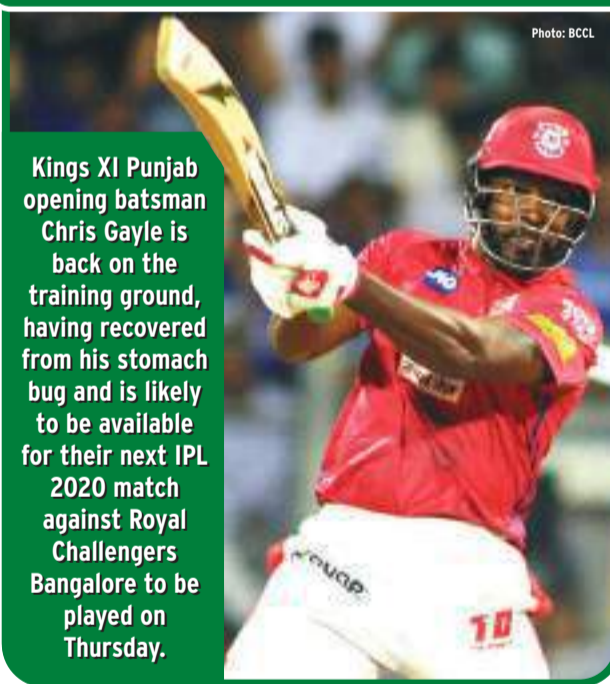 Photo: BCCL
Kings XI Punjab
opening batsman
Chris Gayle is
back on the
training ground,
having recovered
from his stomach
bug and is likely
to be available
for their next IPL
2020 match
against Royal
Challengers
Bangalore to be
played on
Thursday.
10